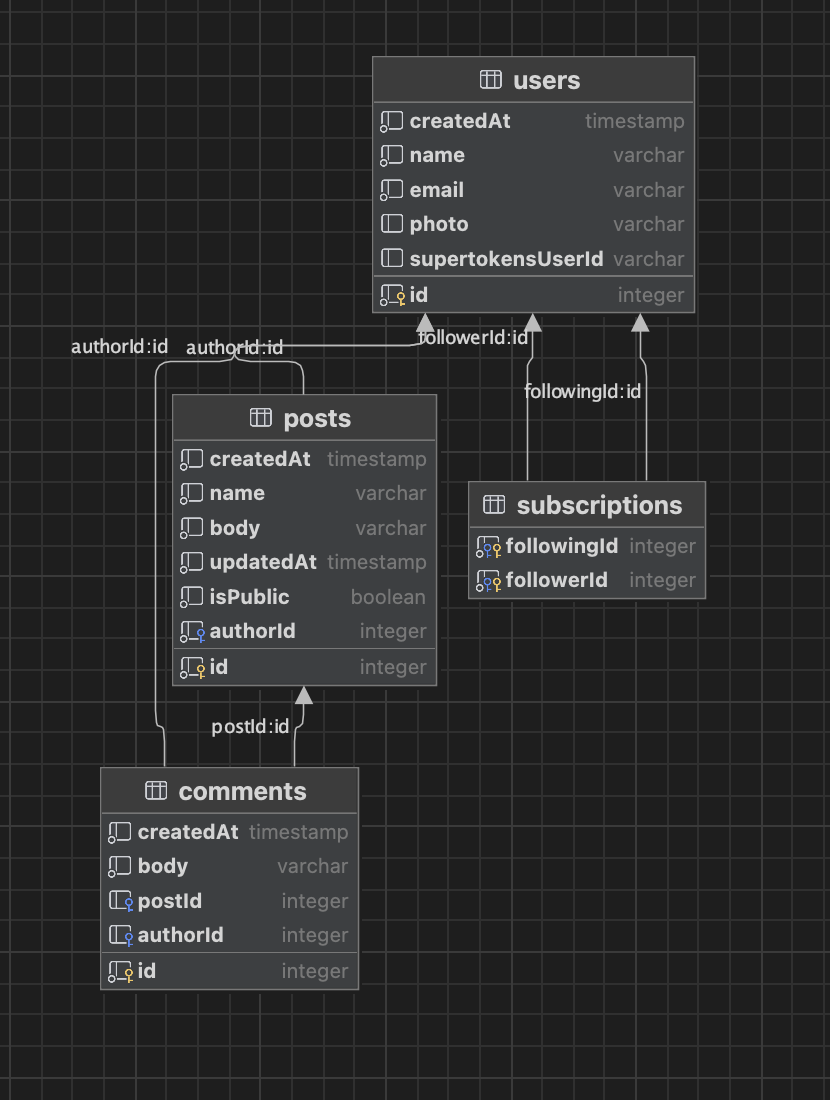 users
createdAt timestamp
name varchar
email varchar
photo varchar
supertokensUserId varchar
id integer
authorId:id authorId:id followerId:id
followingId:id
posts
createdAt timestamp
name varchar
body varchar
updatedAt timestamp
isPublic boolean
authorId integer
id integer
subscriptions
followingId integer
followerId integer
postId:id
comments
createdAt timestamp
body varchar
postId integer
authorId integer
id integer